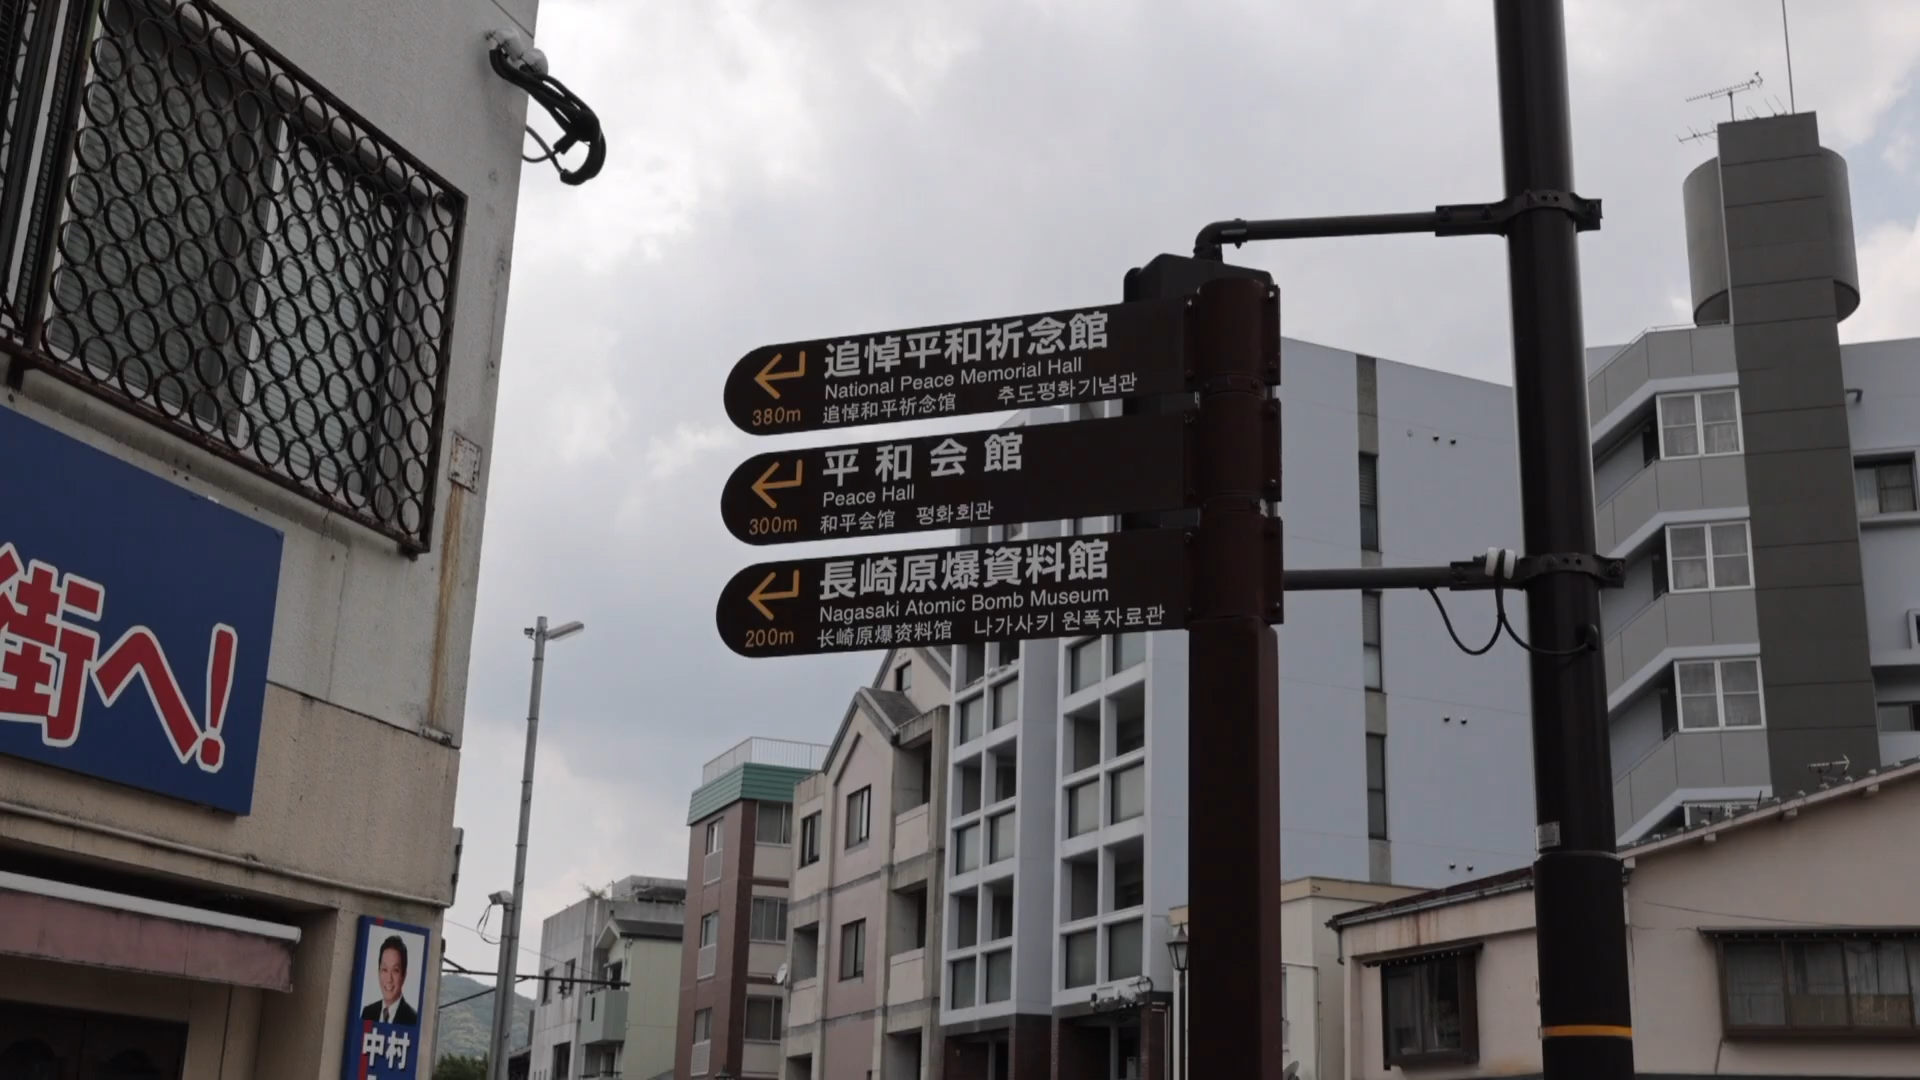 追悼平和祈念館
National Peace Memorial Hall
380m
追悼和平祈念馆 추도평화기념관
平和会館
Peace Hall
300m
和平会馆 평화회관
長崎原爆資料館
Nagasaki Atomic Bomb Museum
200m
长崎原爆资料馆 나가사키 원폭자료관
街へ!
中村